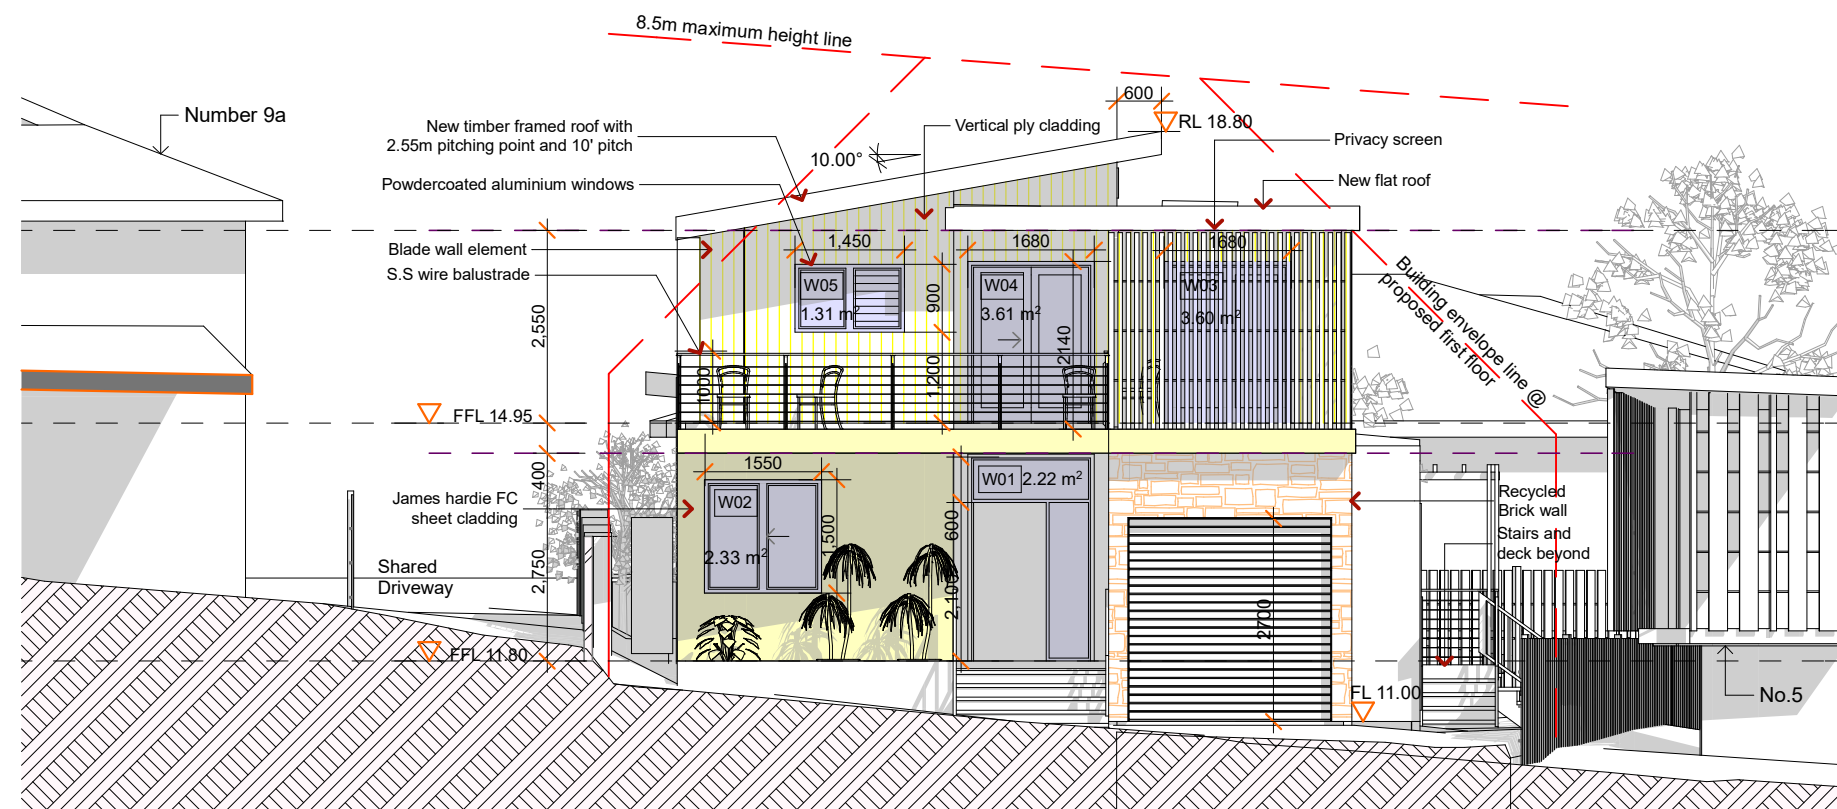 8.5m maximum height line
600
Number 9a
New timber framed roof with
2.55m pitching point and 10' pitch
Vertical ply cladding
RL 18.80
Privacy screen
10.00°
Powdercoated aluminium windows
New flat roof
Blade wall element
1,450
1680
1680
S.S wire balustrade
Building envelope line @
proposed first floor
W05
1.31 m²
900
W04
3.61 m²
W03
3.60 m²
2,550
2140
1000
1,200
FFL 14.95
400
1550
W01
2.22 m²
James hardie FC
sheet cladding
W02
2.33 m²
1,500
600
Recycled
Brick wall
Stairs and
deck beyond
Shared
Driveway
2,750
2,100
2700
FFL 11.80
FL 11.00
No.5